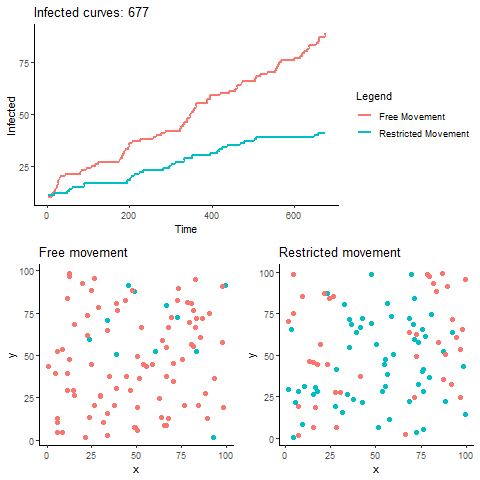 Infected curves: 677
Infected
75
50
25
0
200
400
600
Time
Legend
Free Movement
Restricted Movement
Free movement
y
100
75
50
25
0
0
25
50
75
100
x
Restricted movement
y
100
75
50
25
0
0
25
50
75
100
x